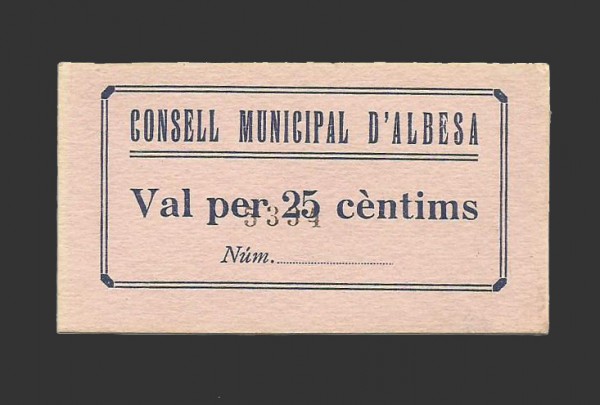 CONSELL MUNICIPAL D'ALBESA
Val per 25 cèntims
5354
Núm.